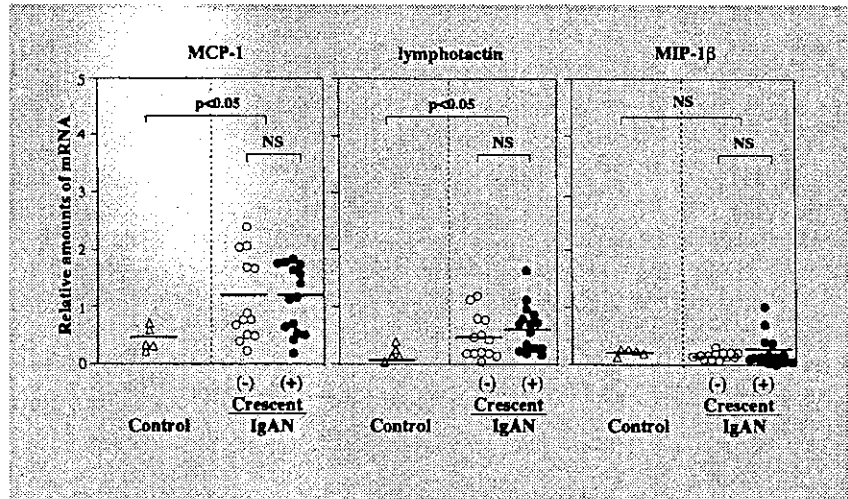 MCP-1 lymphotactin MIP-1β
5
4
3
2
1
0
Relative amounts of mRNA
p<0.05 p<0.05 NS
NS NS NS
(-) (+) (-) (+) (-) (+)
Crescent Crescent Crescent
Control IgAN Control IgAN Control IgAN